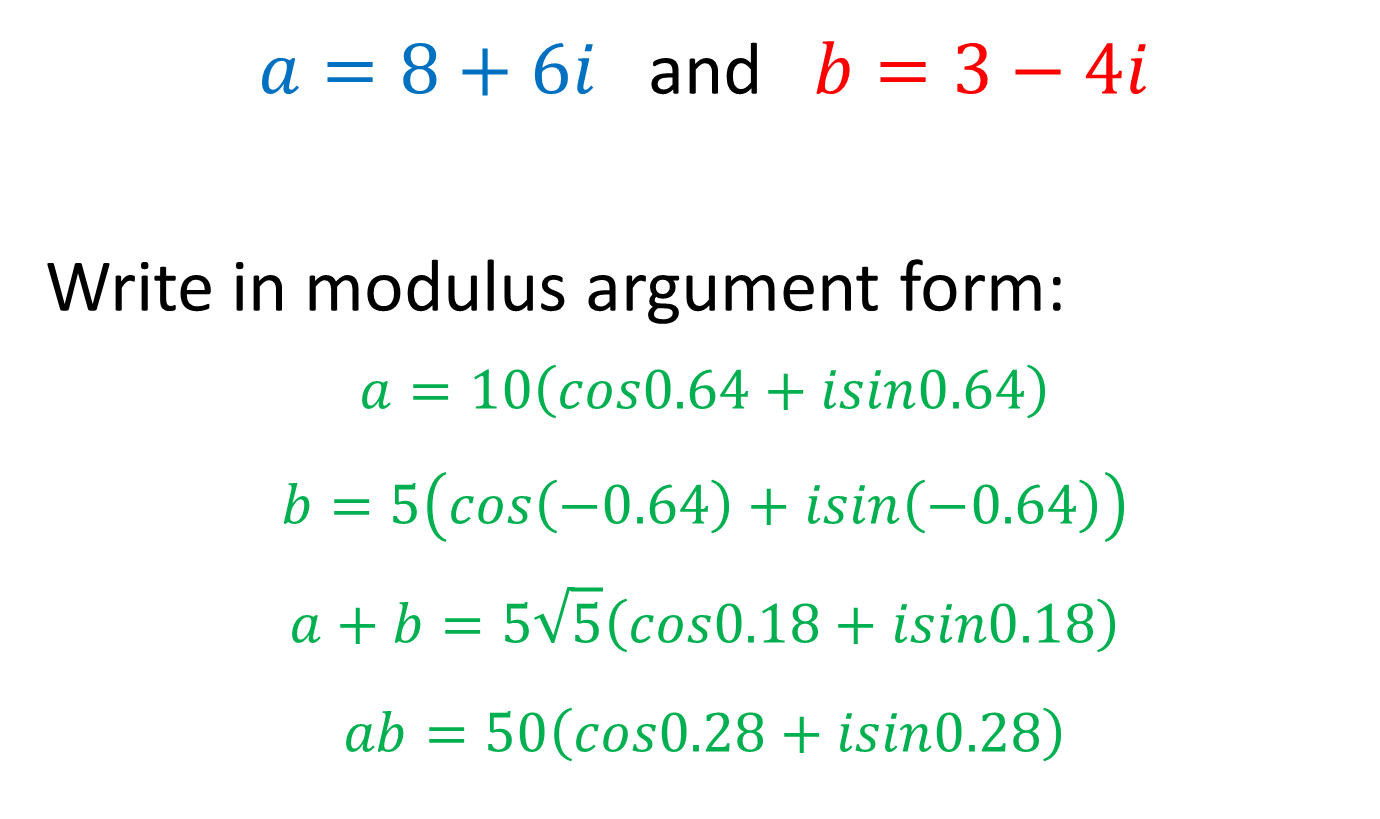 a = 8 + 6i and b = 3 − 4i
Write in modulus argument form:
a = 10(cos0.64 + isin0.64)
b = 5(cos(−0.64) + isin(−0.64))
a + b = 5√5(cos0.18 + isin0.18)
ab = 50(cos0.28 + isin0.28)